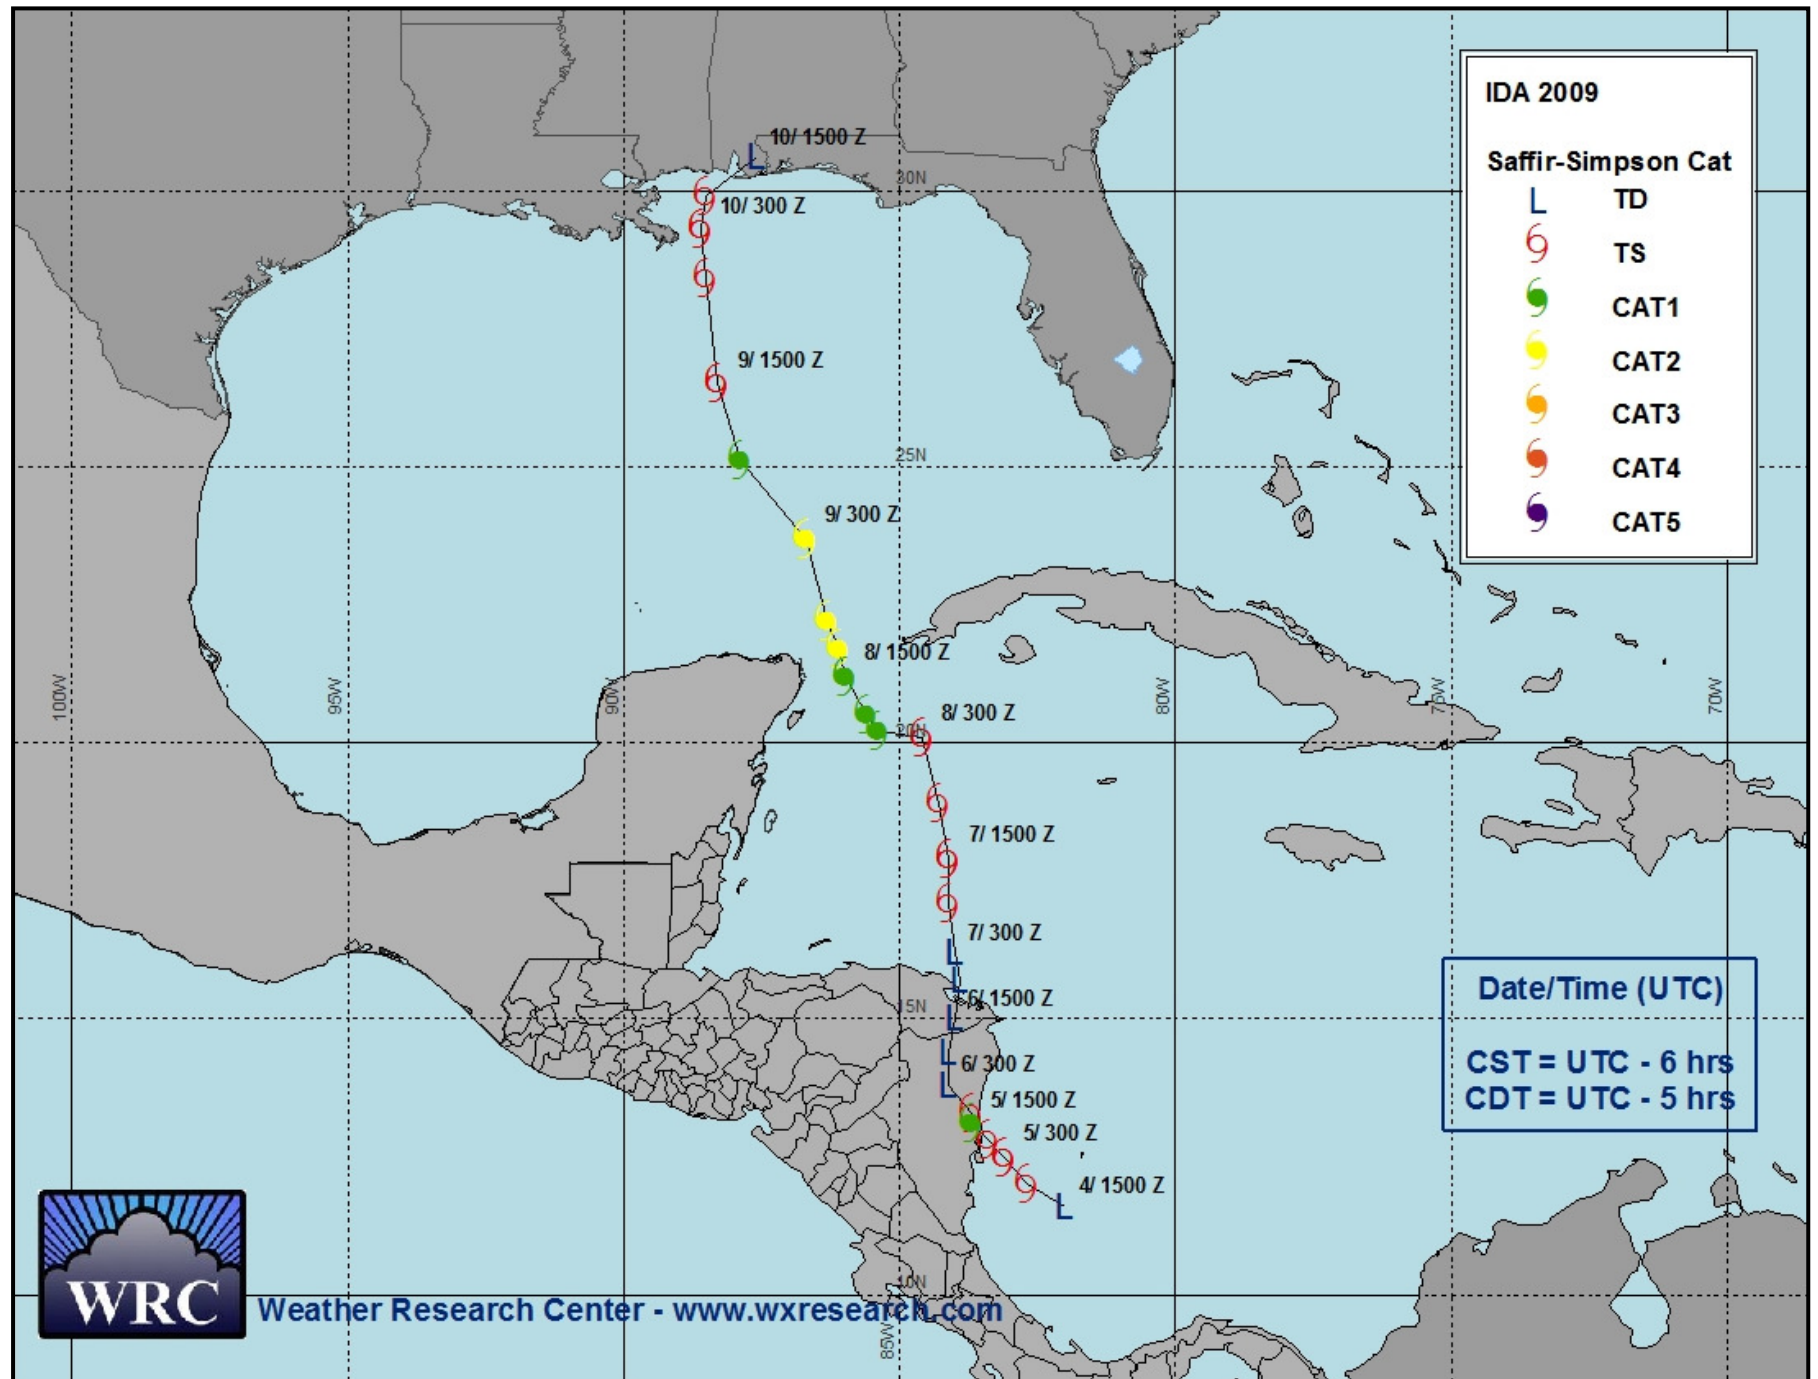 IDA 2009
Saffir-Simpson Cat
L TD
TS
CAT1
CAT2
CAT3
CAT4
CAT5
10/ 1500 Z
L
30N
10/ 300 Z
9/ 1500 Z
25N
9/ 300 Z
8/ 1500 Z
100W
95W
90W
80W
75W
70W
8/ 300 Z
20N
7/ 1500 Z
7/ 300 Z
L
L
6/ 1500 Z
15N
L
L
6/ 300 Z
L
5/ 1500 Z
5/ 300 Z
4/ 1500 Z
L
Date/Time (UTC)
CST = UTC - 6 hrs
CDT = UTC - 5 hrs
10N
85W
WRC
Weather Research Center - www.wxresearch.com